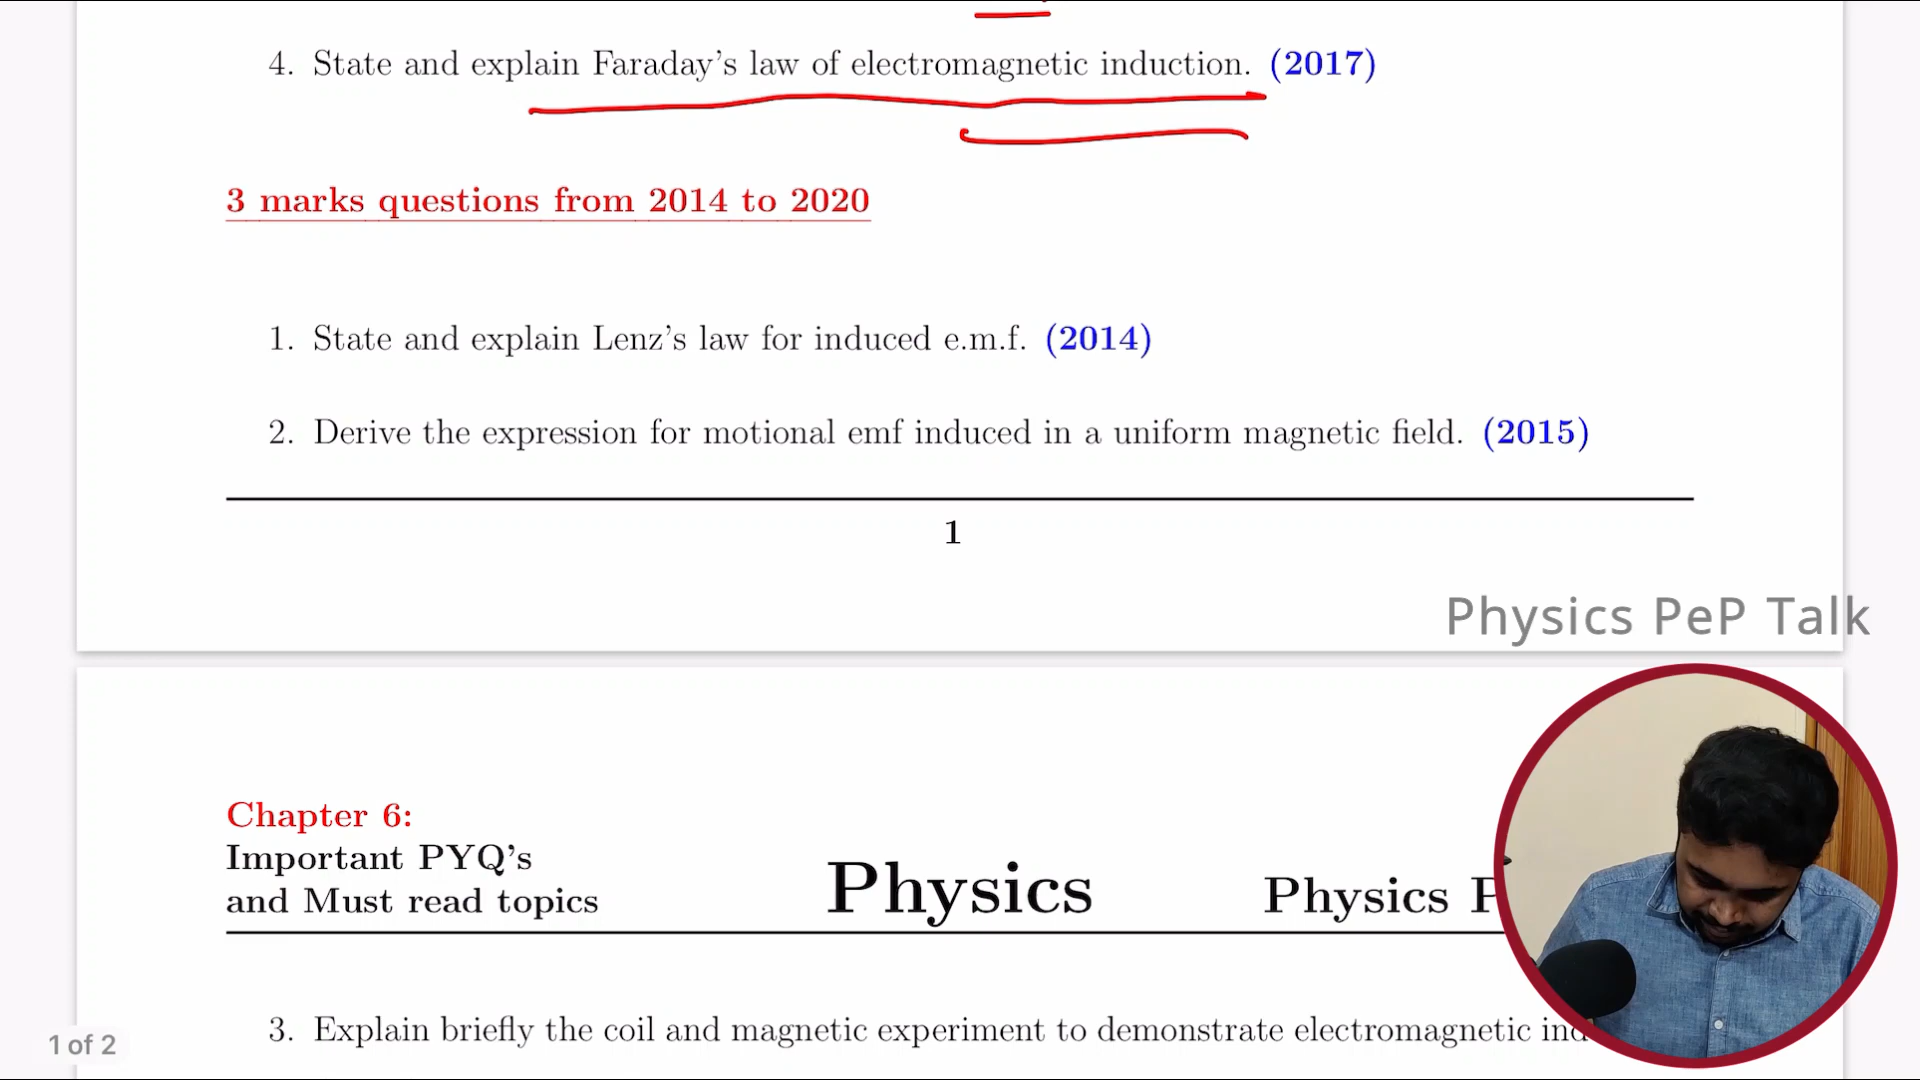 4. State and explain Faraday's law of electromagnetic induction. (2017)
3 marks questions from 2014 to 2020
1. State and explain Lenz's law for induced e.m.f. (2014)
2. Derive the expression for motional emf induced in a uniform magnetic field. (2015)
1
Physics PeP Talk
Chapter 6:
Important PYQ's
and Must read topics
Physics
Physics
3. Explain briefly the coil and magnetic experiment to demonstrate electromagnetic
1 of 2